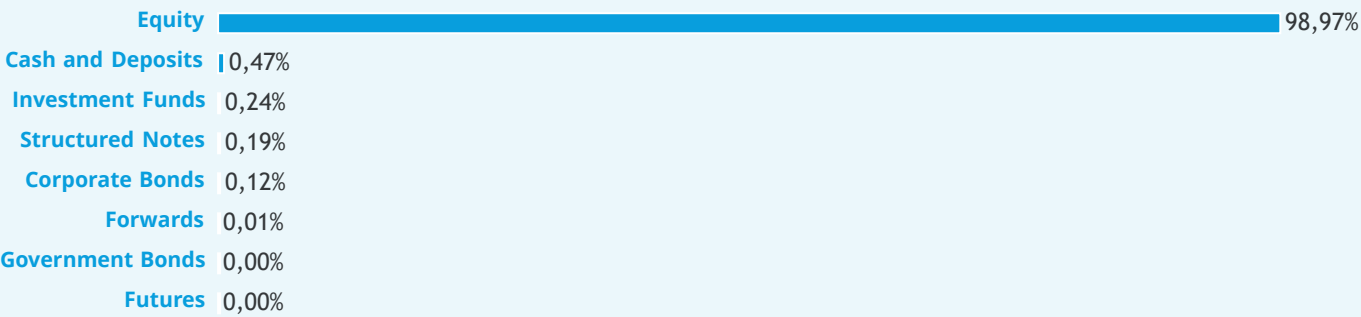 Equity 98,97%
Cash and Deposits 0,47%
Investment Funds 0,24%
Structured Notes 0,19%
Corporate Bonds 0,12%
Forwards 0,01%
Government Bonds 0,00%
Futures 0,00%